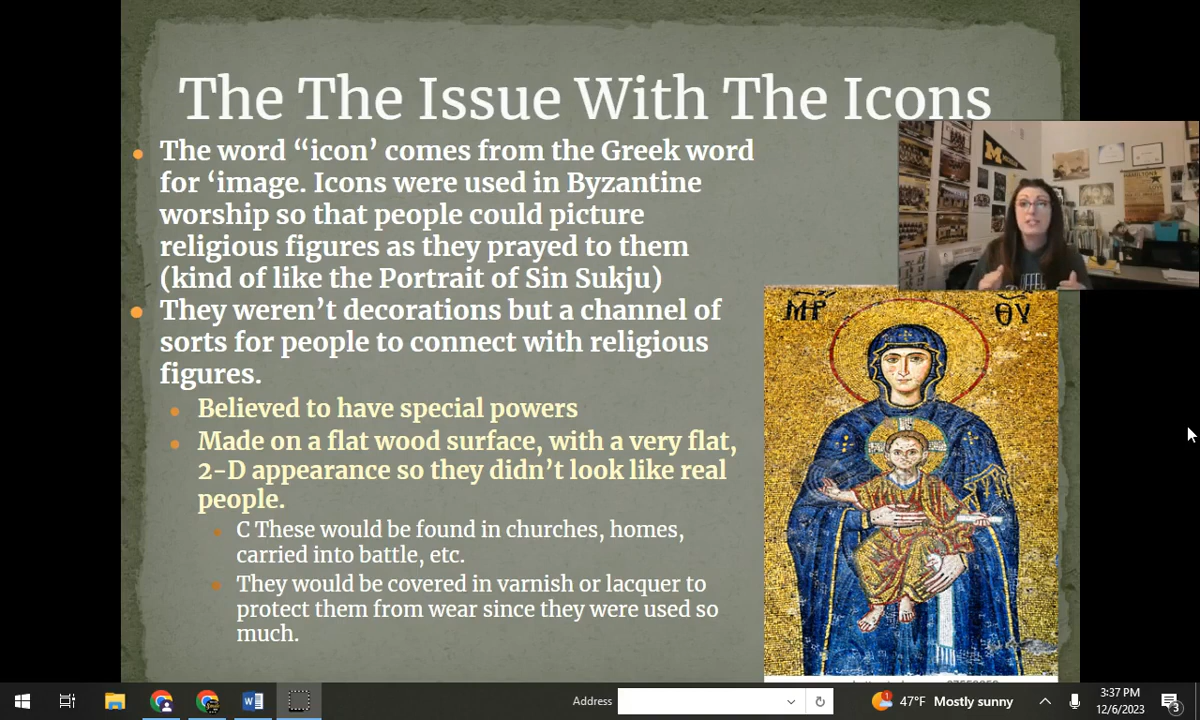 The The Issue With The Icons
The word “icon’ comes from the Greek word
for ‘image. Icons were used in Byzantine
worship so that people could picture
religious figures as they prayed to them
(kind of like the Portrait of Sin Sukju)
They weren’t decorations but a channel of
sorts for people to connect with religious
figures.
Believed to have special powers
Made on a flat wood surface, with a very flat,
2-D appearance so they didn’t look like real
people.
C These would be found in churches, homes,
carried into battle, etc.
They would be covered in varnish or lacquer to
protect them from wear since they were used so
much.
M
ΜΡ
ΘΥ
Address
47°F Mostly sunny
1
3:37 PM
12/6/2023
3